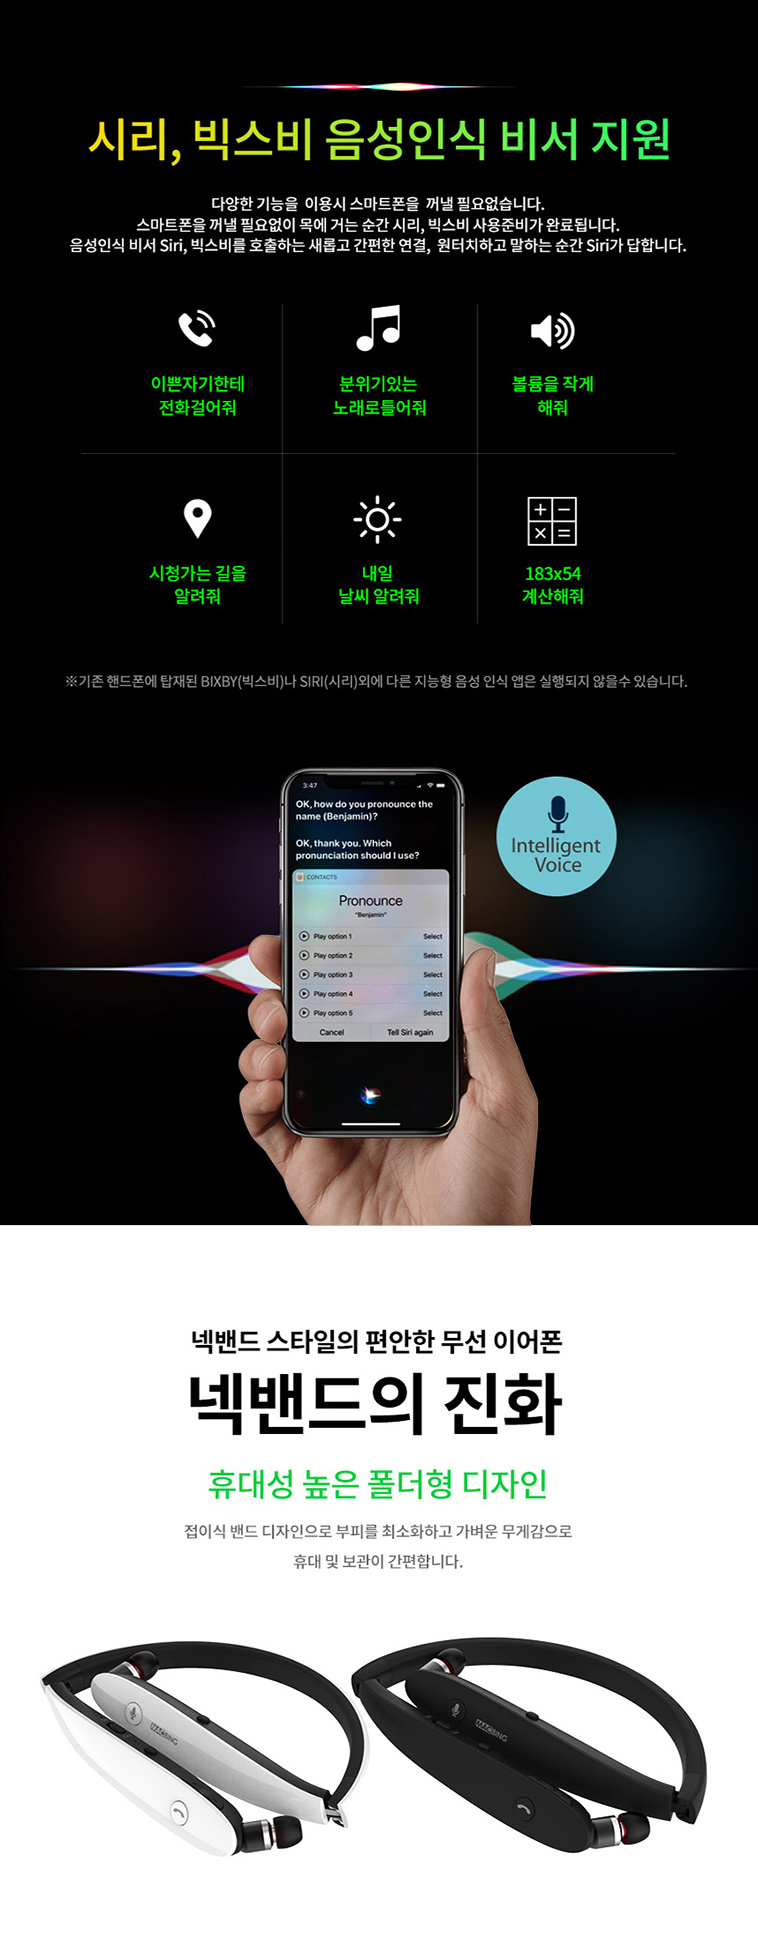 시리, 빅스비 음성인식 비서 지원
다양한 기능을 이용시 스마트폰을 꺼낼 필요없습니다.
스마트폰을 꺼낼 필요없이 목에 거는 순간 시리, 빅스비 사용준비가 완료됩니다.
음성인식 비서 Siri, 빅스비를 호출하는 새롭고 간편한 연결, 원터치하고 말하는 순간 Siri가 답합니다.
이쁜자기한테
전화걸어줘
분위기있는
노래로틀어줘
볼륨을 작게
해줘
시청가는 길을
알려줘
내일
날씨 알려줘
183x54
계산해줘
※기존 핸드폰에 탑재된 BIXBY(빅스비)나 SIRI(시리)외에 다른 지능형 음성 인식 앱은 실행되지 않을수 있습니다.
3:47
OK, how do you pronounce the
name (Benjamin)?
OK, thank you. Which
pronunciation should I use?
CONTACTS
Pronounce
"Benjamin"
Play option 1 Select
Play option 2 Select
Play option 3 Select
Play option 4 Select
Play option 5 Select
Cancel Tell Siri again
Intelligent
Voice
넥밴드 스타일의 편안한 무선 이어폰
넥밴드의 진화
휴대성 높은 폴더형 디자인
접이식 밴드 디자인으로 부피를 최소화하고 가벼운 무게감으로
휴대 및 보관이 간편합니다.
MACBING
MACBING